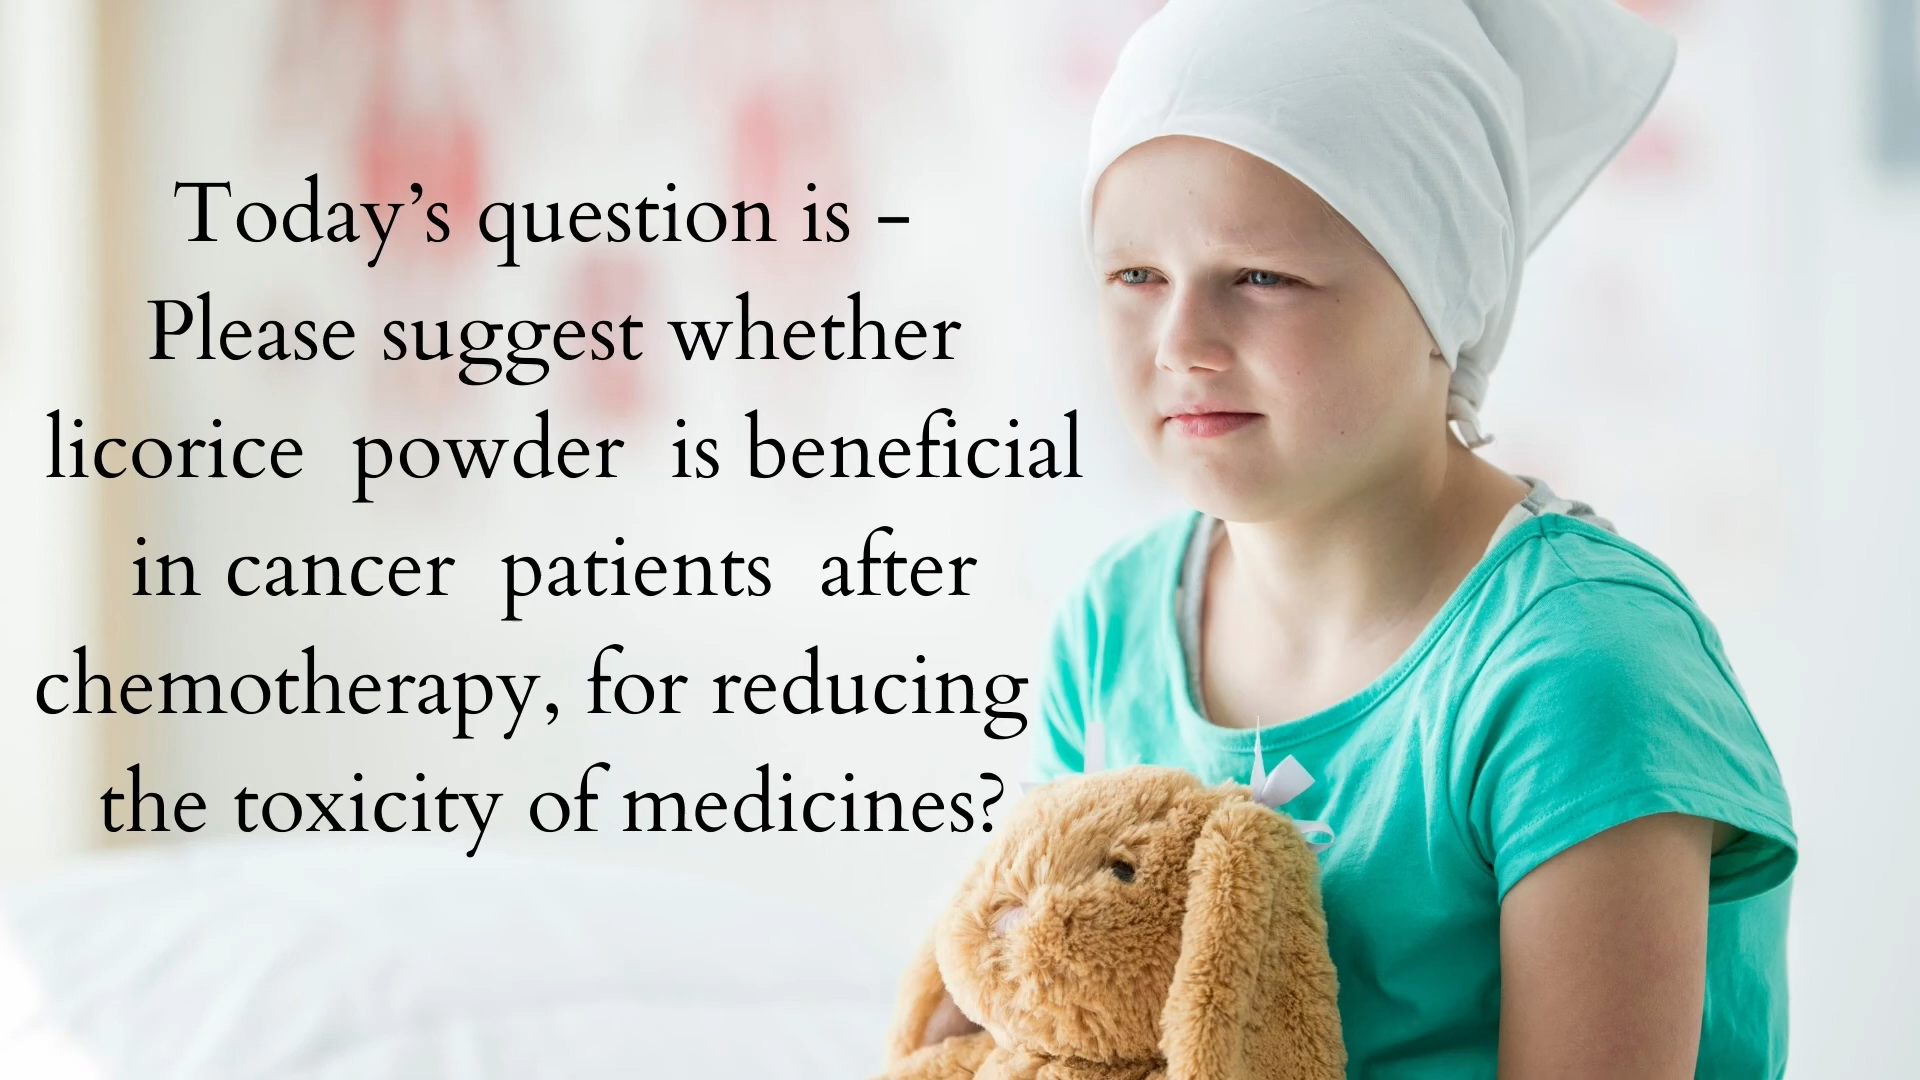 Today’s question is -
Please suggest whether
licorice powder is beneficial
in cancer patients after
chemotherapy, for reducing
the toxicity of medicines?